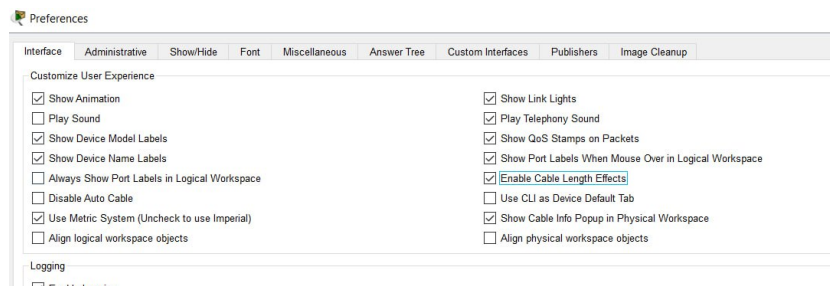 Preferences
Interface Administrative Show/Hide Font Miscellaneous Answer Tree Custom Interfaces Publishers Image Cleanup
Customize User Experience
Show Animation
Show Link Lights
Play Sound
Play Telephony Sound
Show Device Model Labels
Show QoS Stamps on Packets
Show Device Name Labels
Show Port Labels When Mouse Over in Logical Workspace
Always Show Port Labels in Logical Workspace
Enable Cable Length Effects
Disable Auto Cable
Use CLI as Device Default Tab
Use Metric System (Uncheck to use Imperial)
Show Cable Info Popup in Physical Workspace
Align logical workspace objects
Align physical workspace objects
Logging